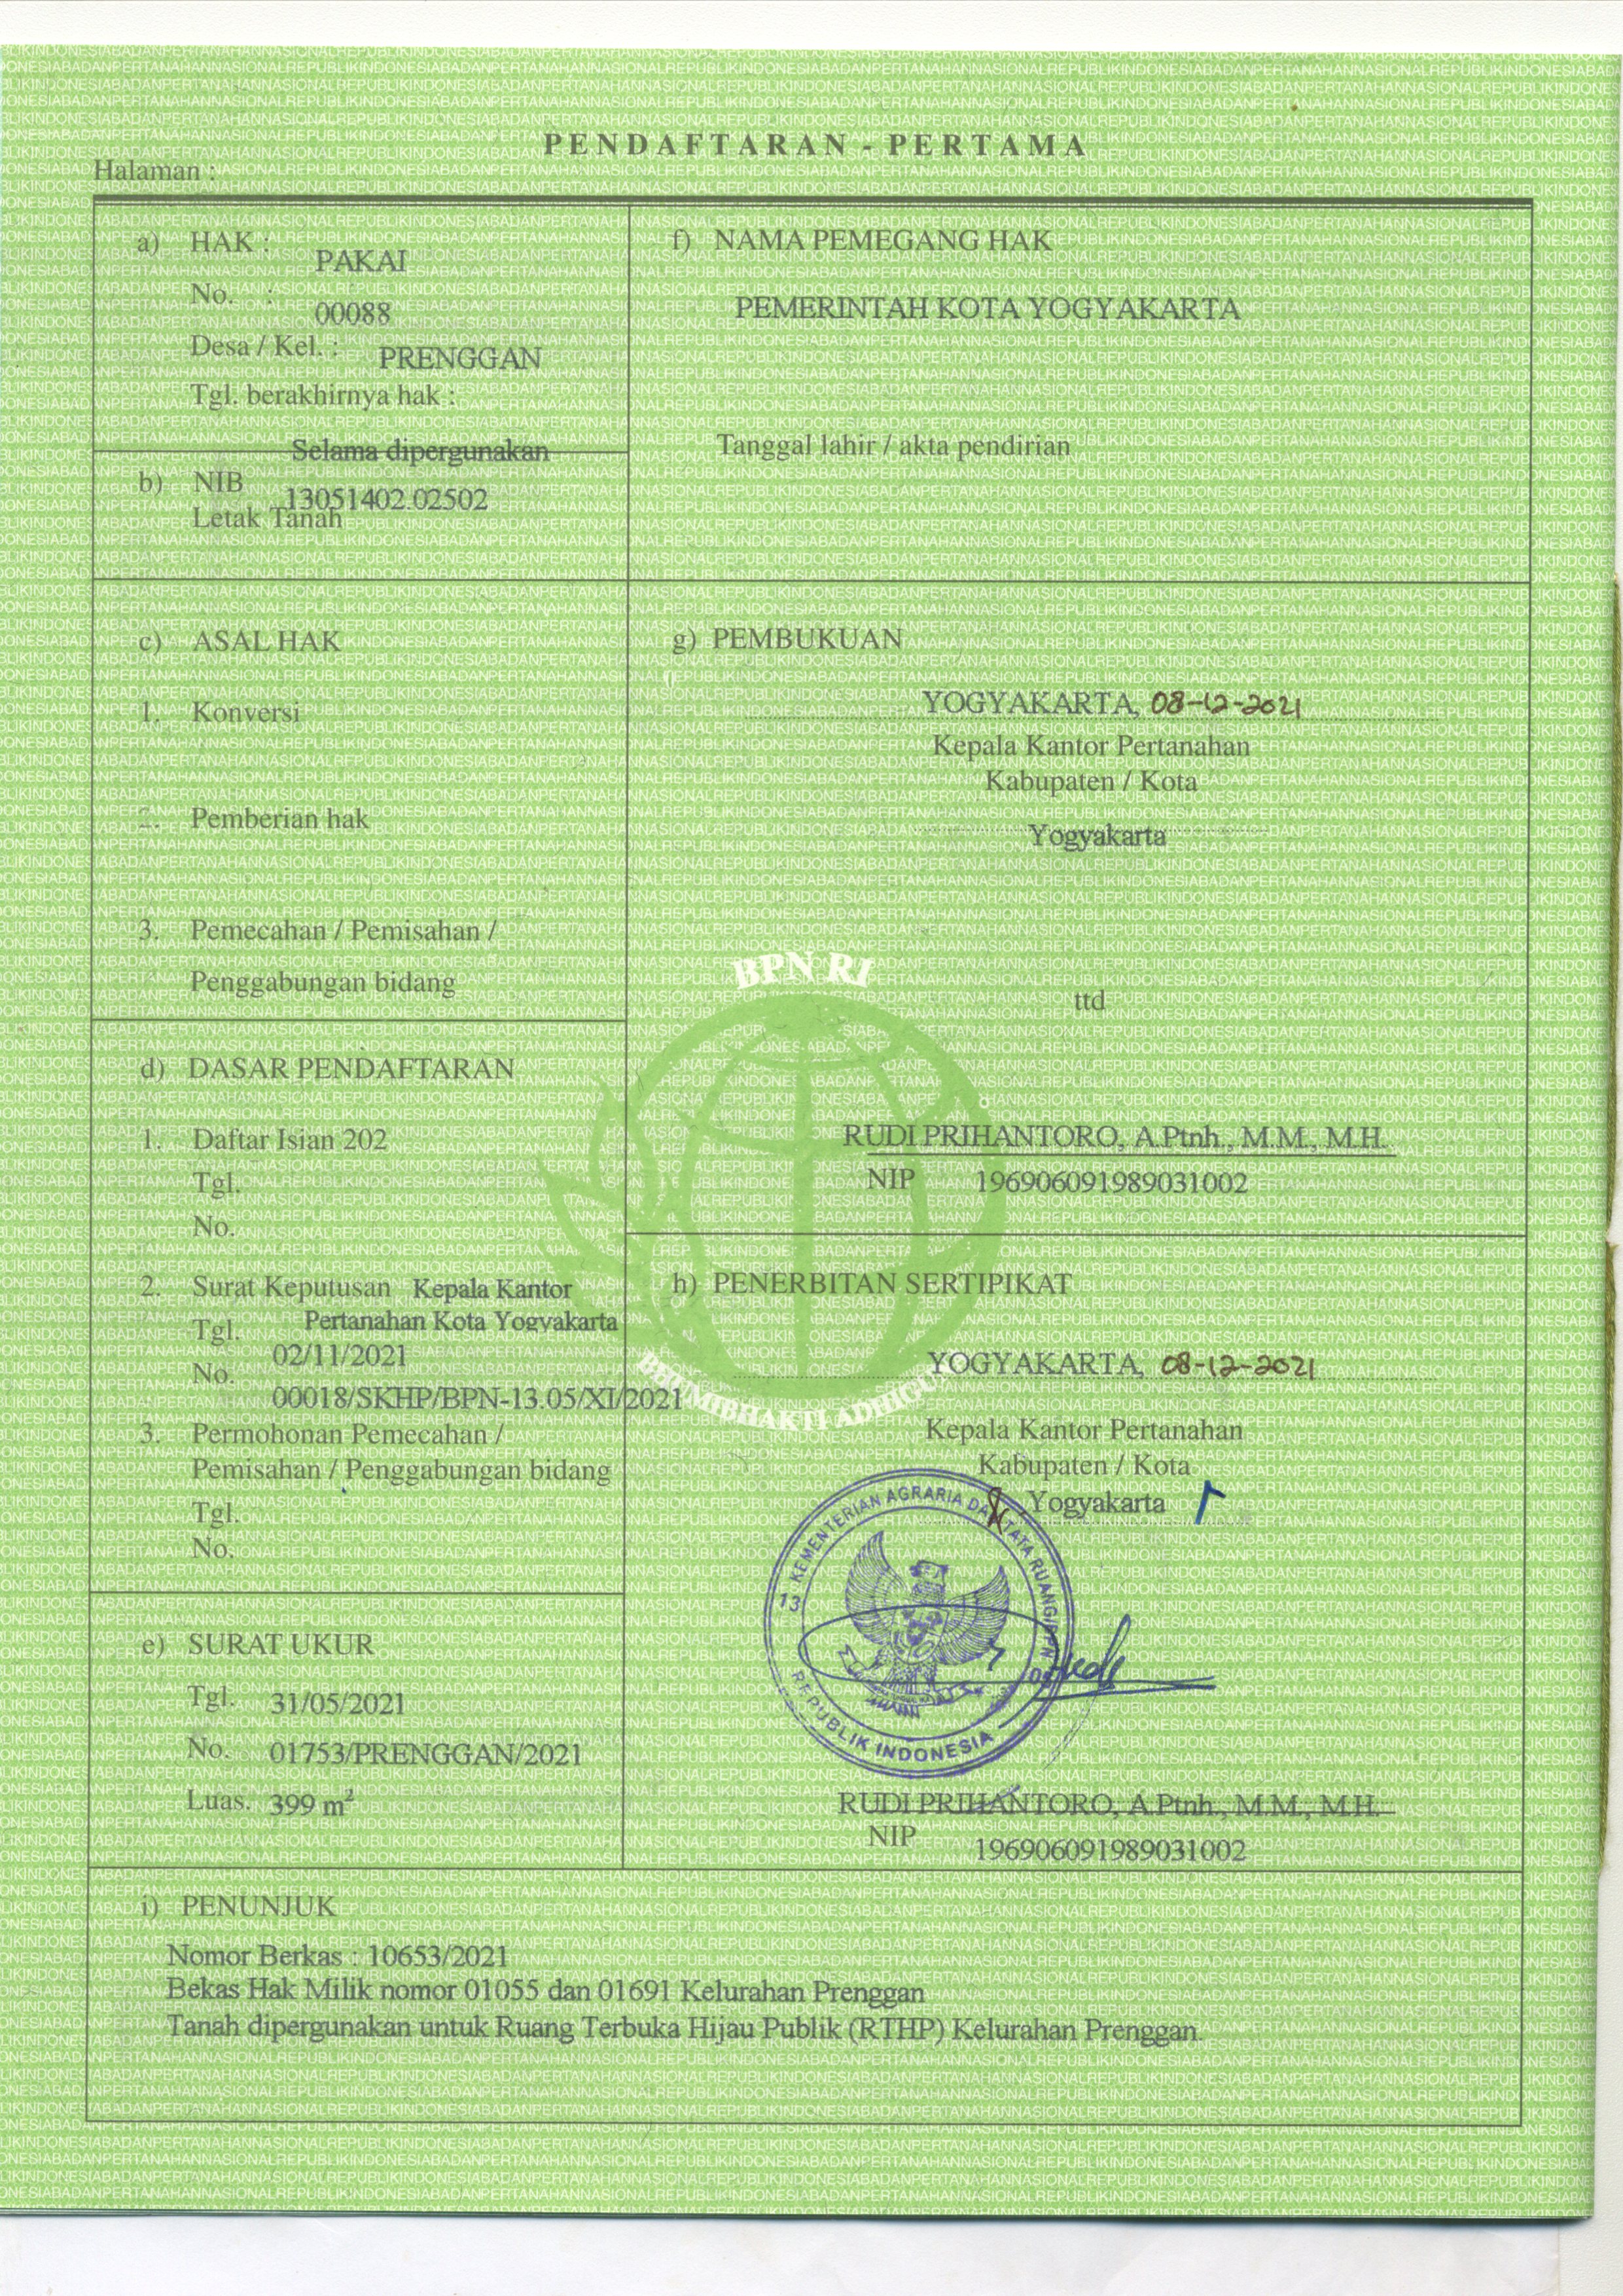 PENDAFTARAN - PERTAMA
Halaman :
a) HAK :
PAKAI
No. :
00088
Desa / Kel. : PRENGGAN
Tgl. berakhirnya hak :
Selama dipergunakan
b) NIB
13051402.02502
Letak Tanah
c) ASAL HAK
1. Konversi
2. Pemberian hak
3. Pemecahan / Pemisahan /
Penggabungan bidang
d) DASAR PENDAFTARAN
1. Daftar Isian 202
Tgl.
No.
2. Surat Keputusan Kepala Kantor
Pertanahan Kota Yogyakarta
Tgl.
02/11/2021
No.
00018/SKHP/BPN-13.05/XI/2021
3. Permohonan Pemecahan /
Pemisahan / Penggabungan bidang
Tgl.
No.
e) SURAT UKUR
Tgl. 31/05/2021
No. 01753/PRENGGAN/2021
Luas. 399 m²
f) NAMA PEMEGANG HAK
PEMERINTAH KOTA YOGYAKARTA
Tanggal lahir / akta pendirian
g) PEMBUKUAN
YOGYAKARTA, 08-12-2021
Kepala Kantor Pertanahan
Kabupaten / Kota
Yogyakarta
ttd
RUDI PRIHANTORO, A.Ptnh., M.M., M.H.
NIP 196906091989031002
h) PENERBITAN SERTIPIKAT
YOGYAKARTA, 08-12-2021
Kepala Kantor Pertanahan
Kabupaten / Kota
Yogyakarta
KEMENTERIAN AGRARIA DAN TATA RUANG/BPN
13
REPUBLIK INDONESIA
RUDI PRIHANTORO, A.Ptnh., M.M., M.H.
NIP
196906091989031002
BPN RI
BHUMIBHAKTI ADHIGUNA
i) PENUNJUK
Nomor Berkas : 10653/2021
Bekas Hak Milik nomor 01055 dan 01691 Kelurahan Prenggan
Tanah dipergunakan untuk Ruang Terbuka Hijau Publik (RTHP) Kelurahan Prenggan.